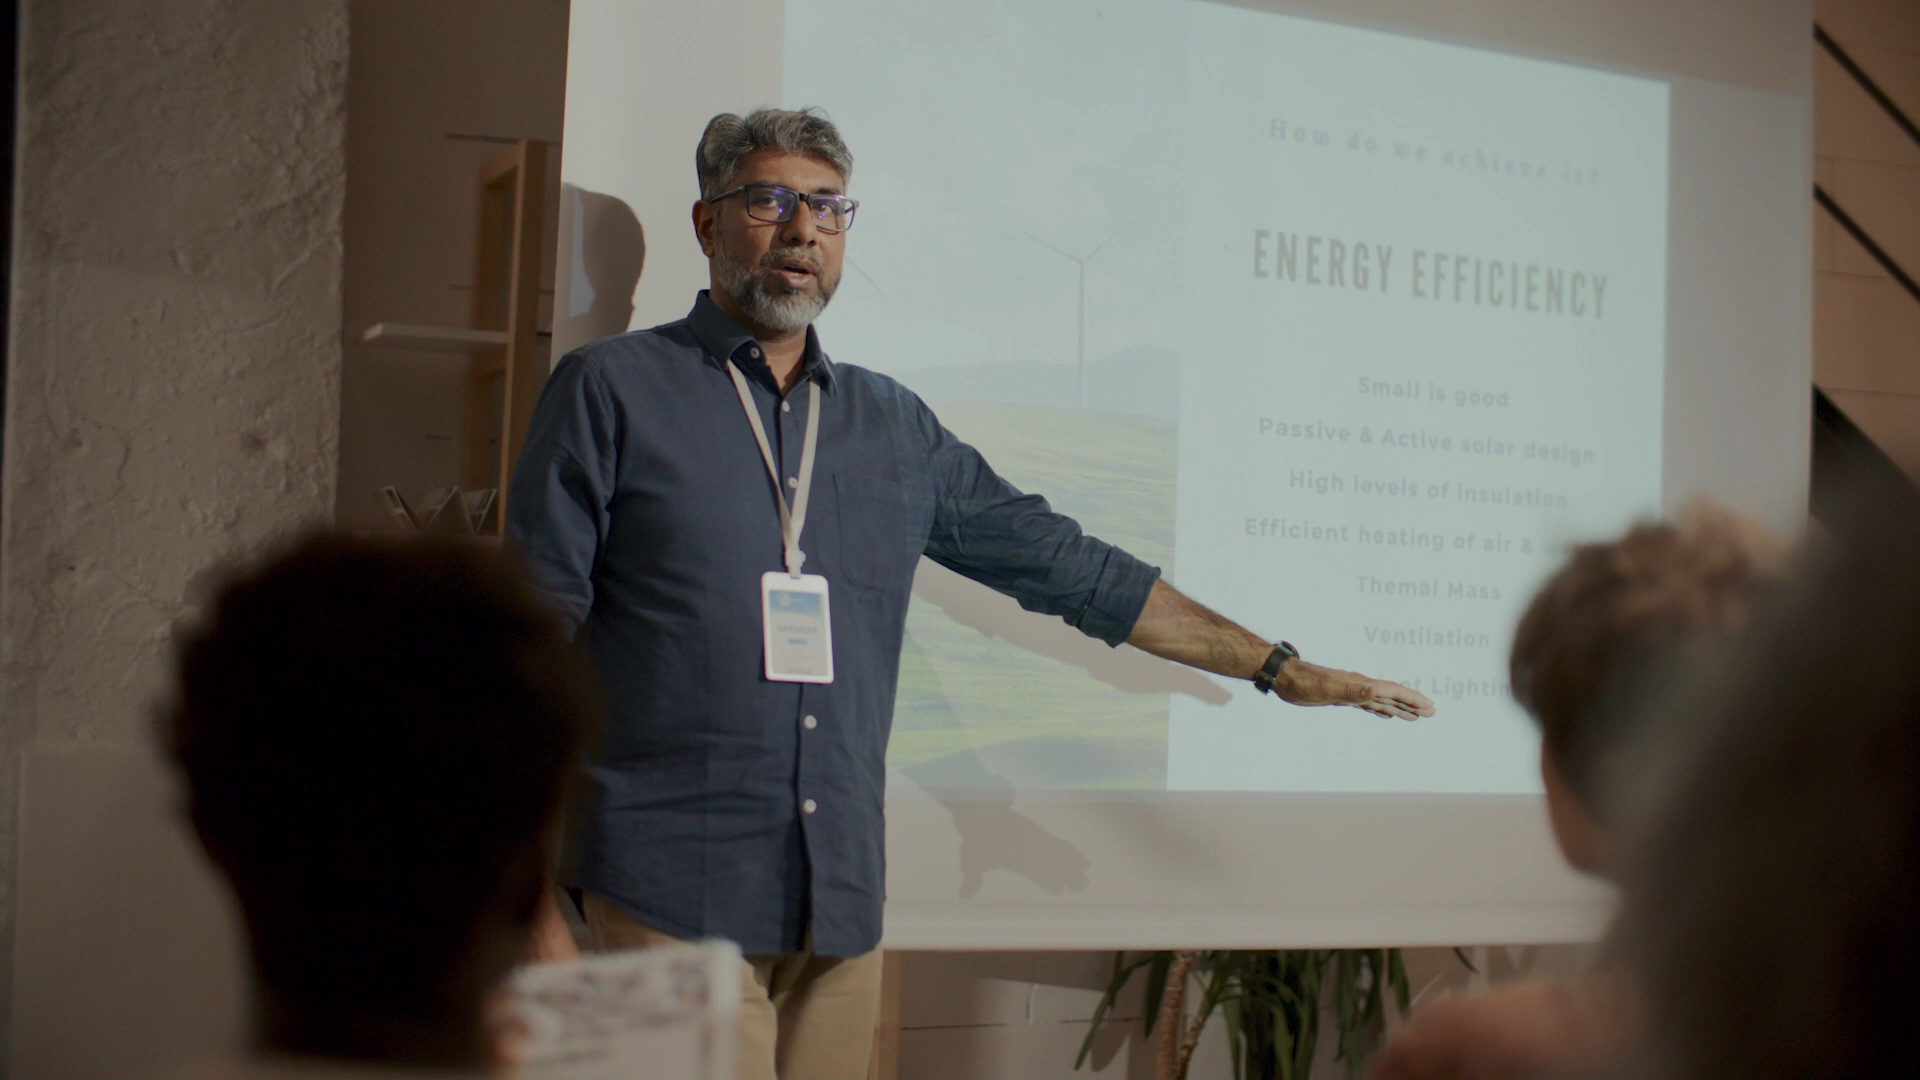 How do we achieve it?
ENERGY EFFICIENCY
Small is good
Passive & Active solar design
High levels of insulation
Efficient heating of air &
Themal Mass
Ventilation